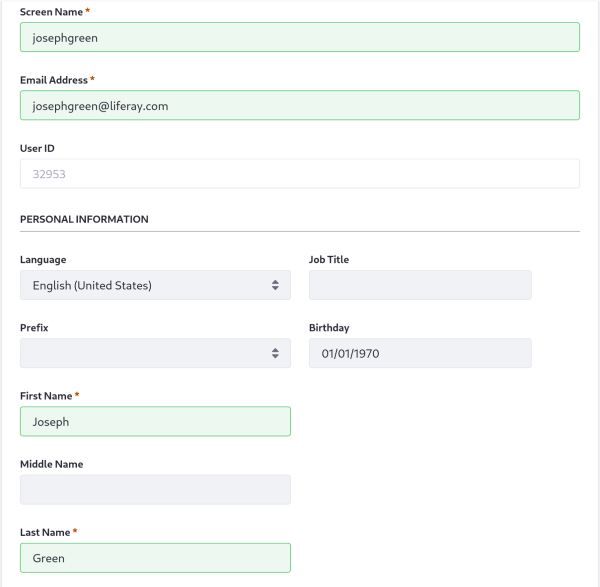 Screen Name *
josephgreen
Email Address *
josephgreen@liferay.com
User ID
32953
PERSONAL INFORMATION
Language
Job Title
English (United States)
Prefix
Birthday
01/01/1970
First Name *
Joseph
Middle Name
Last Name *
Green